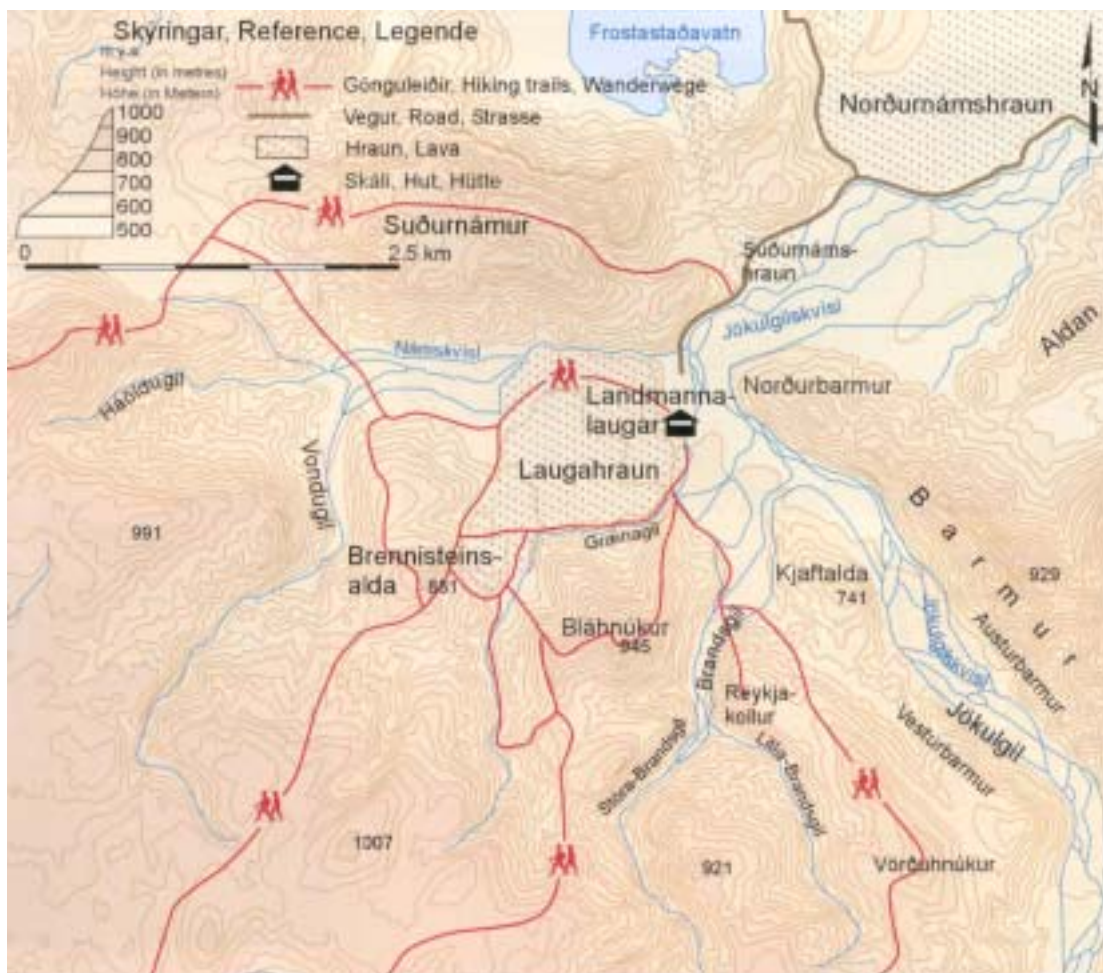 Skýringar, Reference, Legende
m.y.s.
Height (in metres)
Höhe (in Metern)
1000
900
800
700
600
500
Gönguleiðir, Hiking trails, Wanderwege
Vegur, Road, Strasse
Hraun, Lava
Skáli, Hut, Hütte
0
2.5 km
N
Frostastaðavatn
Norðurnámshraun
Suðurnámur
Suðurnáms-
hraun
Jökulgilskvísl
Aldan
Námskvísl
Norðurbarmur
Háöldugil
Landmanna-
laugar
Laugahraun
Vondugil
Barmur
991
Grænagil
Brennisteins-
alda
881
Kjaftalda
741
929
Bláhnúkur
945
Brandsgil
Jökulgilskvísl
Austurbarmur
Reykja-
kollur
Jökulgil
Vesturbarmur
Stóra-Brandsgil
Litla-Brandsgil
1007
921
Vörðuhnúkur